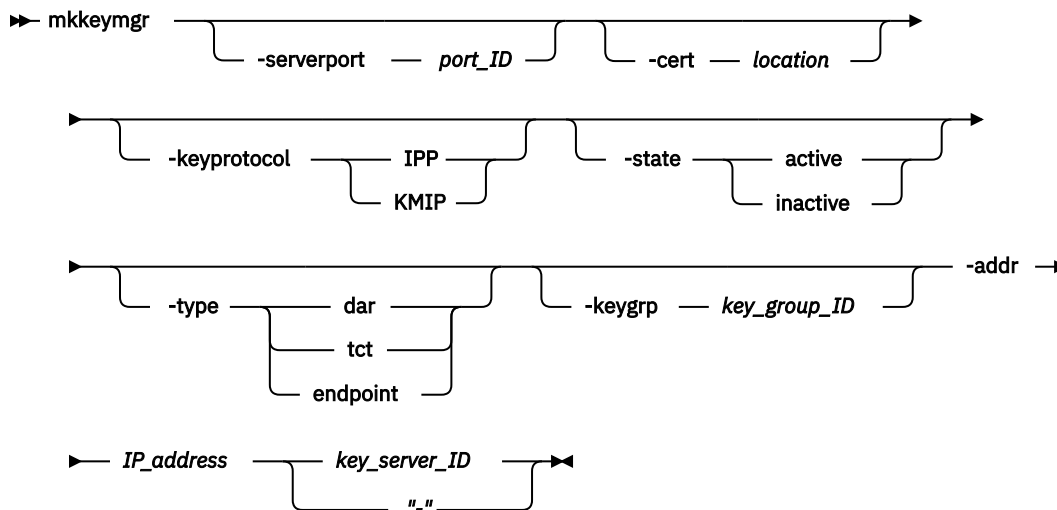 mkkeymgr
-serverport port_ID -cert location
-keyprotocol IPP -state active
KMIP inactive
-addr
-type dar -keygrp key_group_ID
tct
endpoint
IP_address key_server_ID
"-"